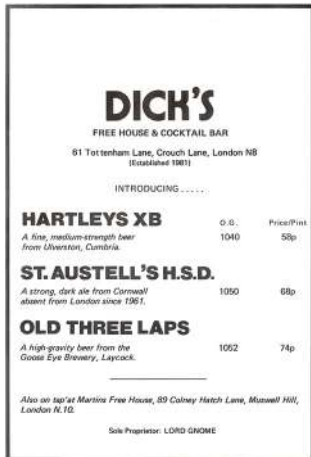 DICK'S
FREE HOUSE & COCKTAIL BAR
61 Tottenham Lane, Crouch Lane, London N8
(Established 1981)
INTRODUCING .....
HARTLEYS XB O.G. Price/Pint
A fine, medium-strength beer 1040 58p
from Ulverston, Cumbria.
ST. AUSTELL'S H.S.D.
A strong, dark ale from Cornwall 1050 68p
absent from London since 1961.
OLD THREE LAPS
A high-gravity beer from the 1052 74p
Goose Eye Brewery, Laycock.
Also on tap at Martins Free House, 89 Colney Hatch Lane, Muswell Hill,
London N.10.
Sole Proprietor: LORD GNOME